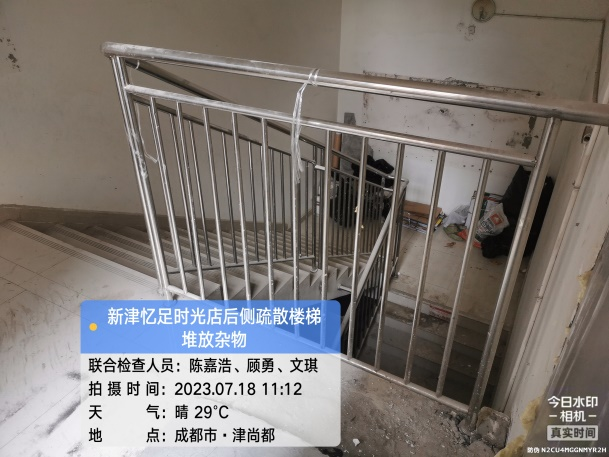 新津忆足时光店后侧疏散楼梯
堆放杂物
联合检查人员：陈嘉浩、顾勇、文琪
拍摄时间：2023.07.18 11:12
天 气：晴 29°C
地 点：成都市·津尚都
今日水印
-相机-
真实时间
防伪 N2CU4MGGNMYR2H